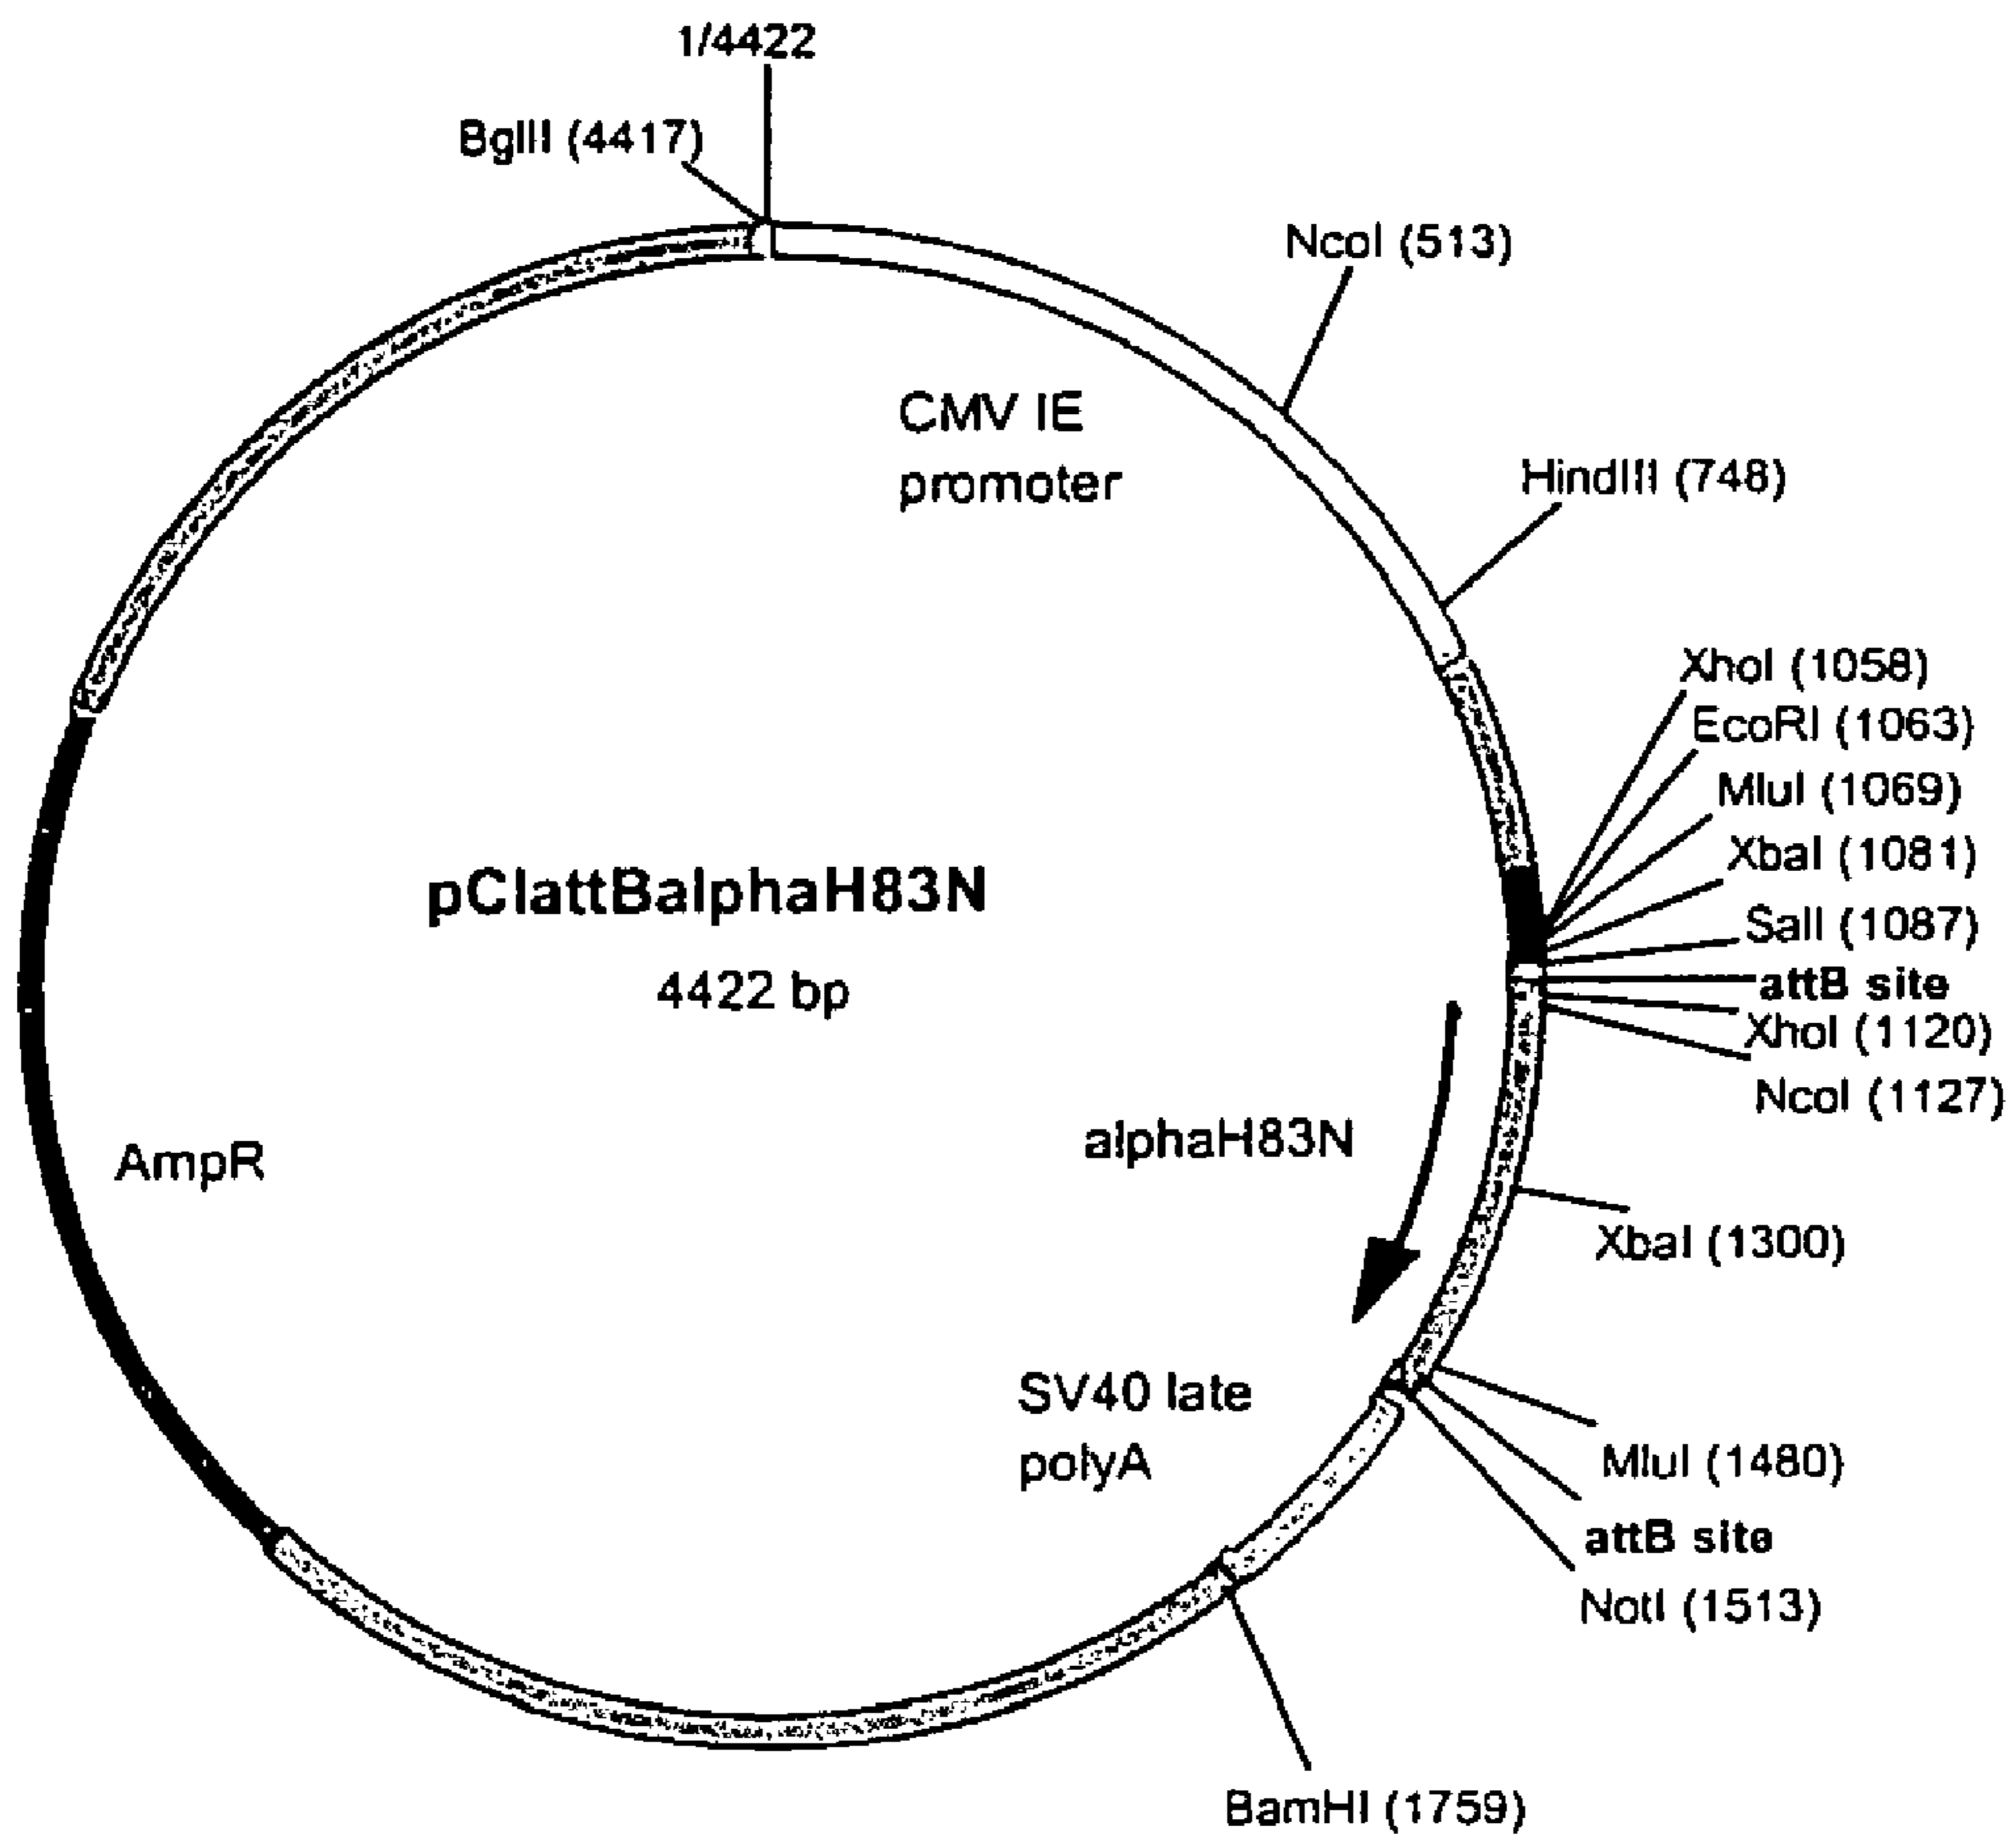 1/4422
BglII (4417)
NcoI (513)
CMV IE
promoter
HindIII (748)
XhoI (1058)
EcoRI (1063)
MluI (1069)
XbaI (1081)
SalI (1087)
attB site
XhoI (1120)
NcoI (1127)
pClattBalphaH83N
4422 bp
alphaH83N
AmpR
XbaI (1300)
SV40 late
polyA
MluI (1480)
attB site
NotI (1513)
BamHI (1759)